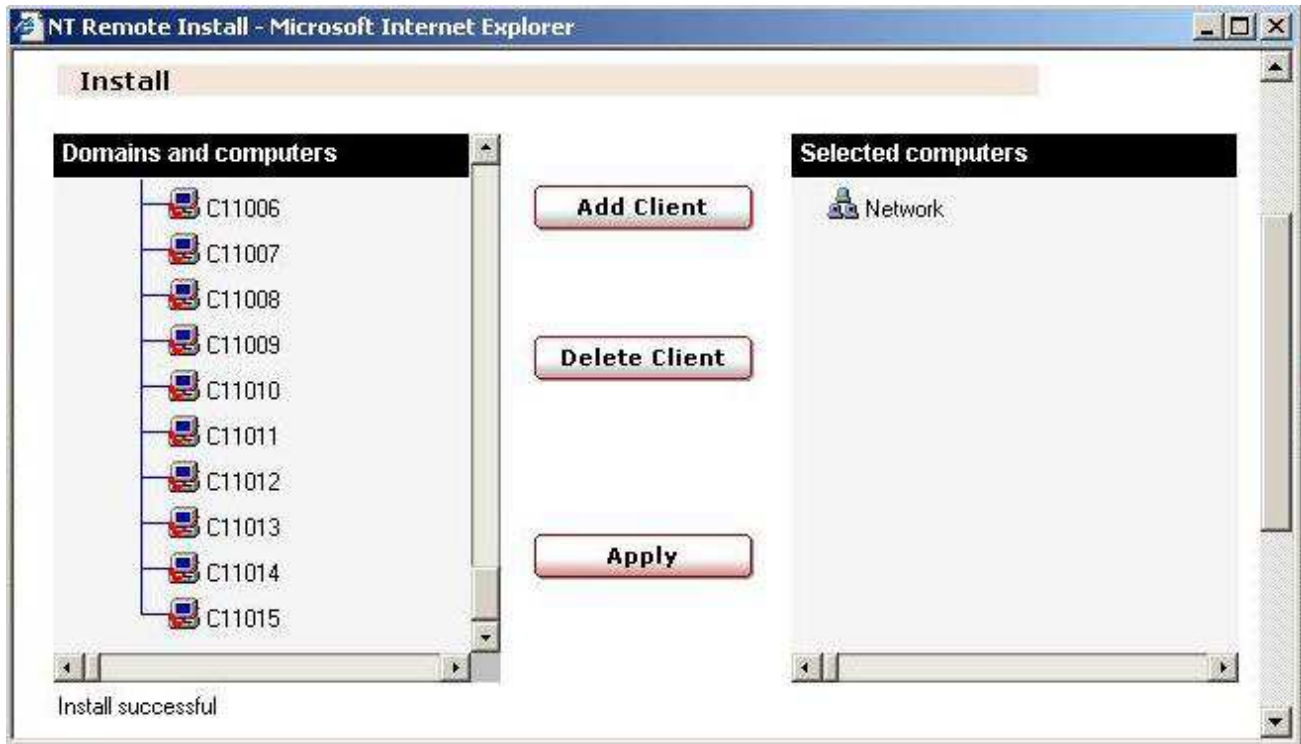 NT Remote Install - Microsoft Internet Explorer
Install
Domains and computers
C11006
C11007
C11008
C11009
C11010
C11011
C11012
C11013
C11014
C11015
Add Client
Delete Client
Apply
Selected computers
Network
Install successful